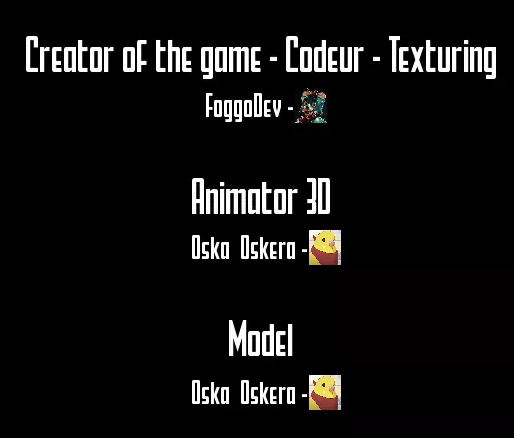 Creator of the game - Codeur - Texturing
FoggoDev -
Animator 3D
Oska Oskera -
Model
Oska Oskera -